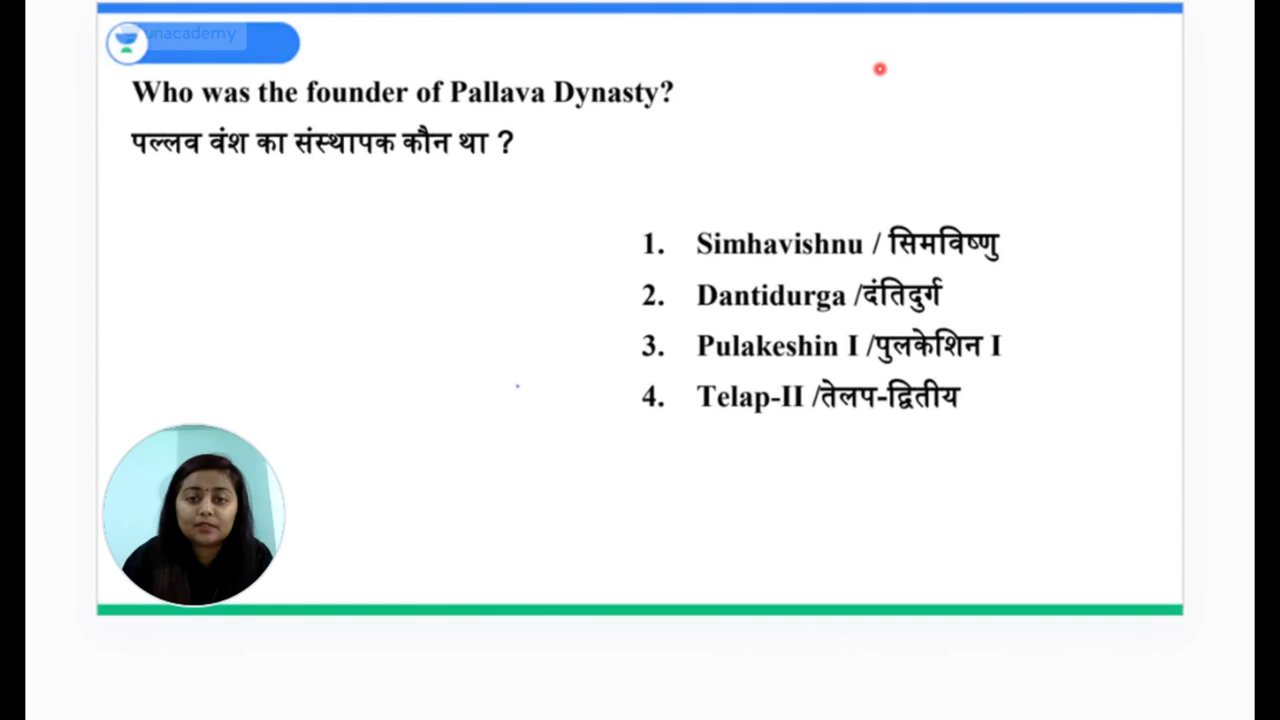 unacademy
Who was the founder of Pallava Dynasty?
पल्लव वंश का संस्थापक कौन था ?
1. Simhavishnu / सिमविष्णु
2. Dantidurga /दंतिदुर्ग
3. Pulakeshin I /पुलकेशिन I
4. Telap-II /तेलप-द्वितीय